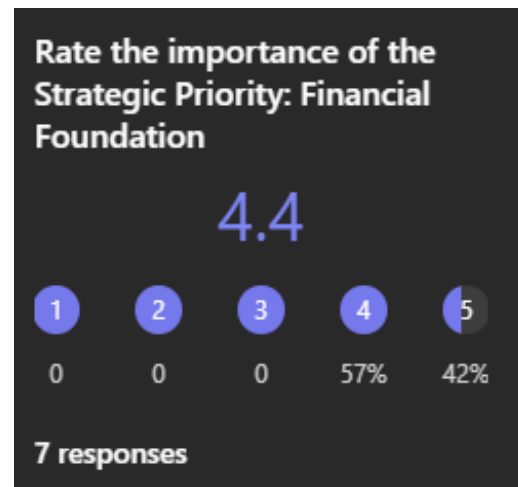 Rate the importance of the
Strategic Priority: Financial
Foundation
4.4
1 2 3 4 5
0 0 0 57% 42%
7 responses